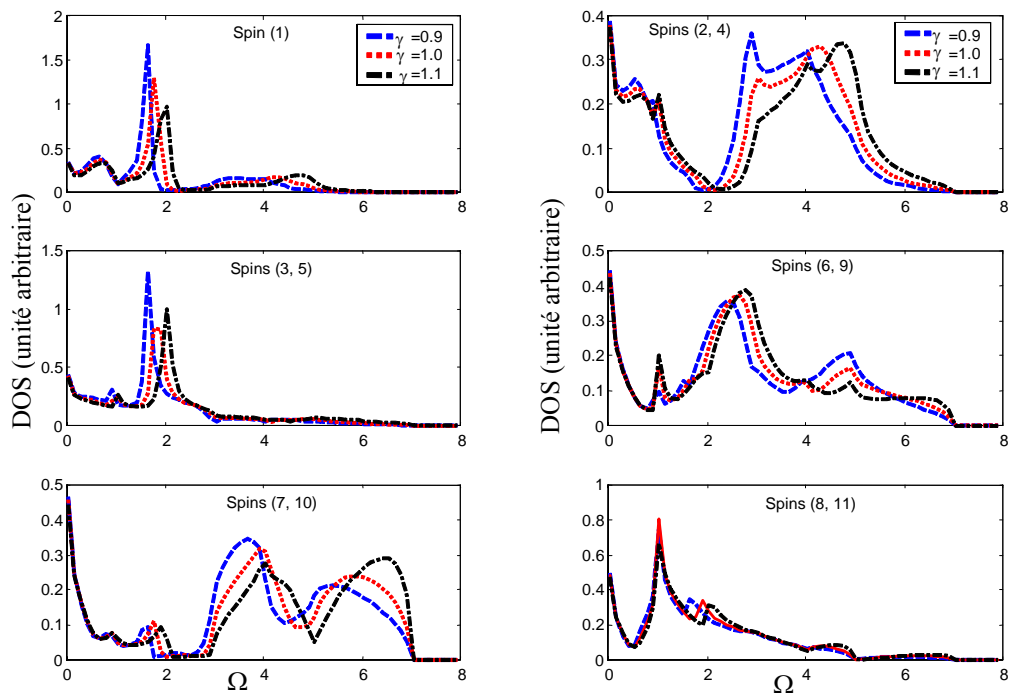 Spin (1)
γ =0.9
γ =1.0
γ =1.1
2
1.5
1
0.5
0
0 2 4 6 8
Spins (2, 4)
γ =0.9
γ =1.0
γ =1.1
0.4
0.3
0.2
0.1
0
0 2 4 6 8
DOS (unité arbitraire)
Spins (3, 5)
1.5
1
0.5
0
0 2 4 6 8
DOS (unité arbitraire)
Spins (6, 9)
0.5
0.4
0.3
0.2
0.1
0
0 2 4 6 8
Spins (7, 10)
0.5
0.4
0.3
0.2
0.1
0
0 2 4 6 8
Ω
Spins (8, 11)
1
0.8
0.6
0.4
0.2
0
0 2 4 6 8
Ω